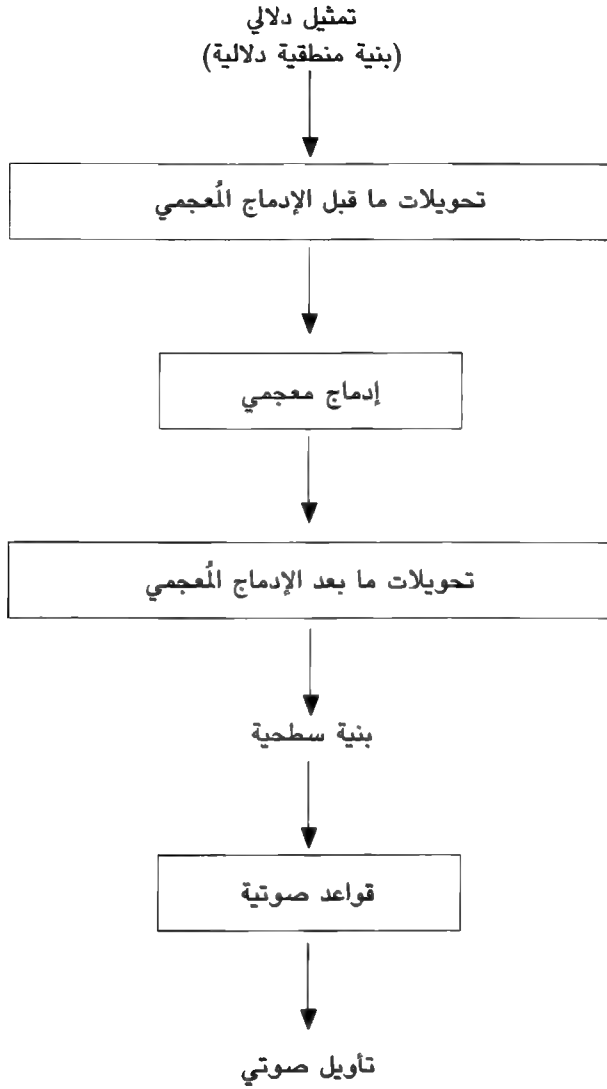 تمثيل دلالي
(بنية منطقية دلالية)
تحويلات ما قبل الإدماج المُعجمي
إدماج معجمي
تحويلات ما بعد الإدماج المُعجمي
بنية سطحية
قواعد صوتية
تأويل صوتي